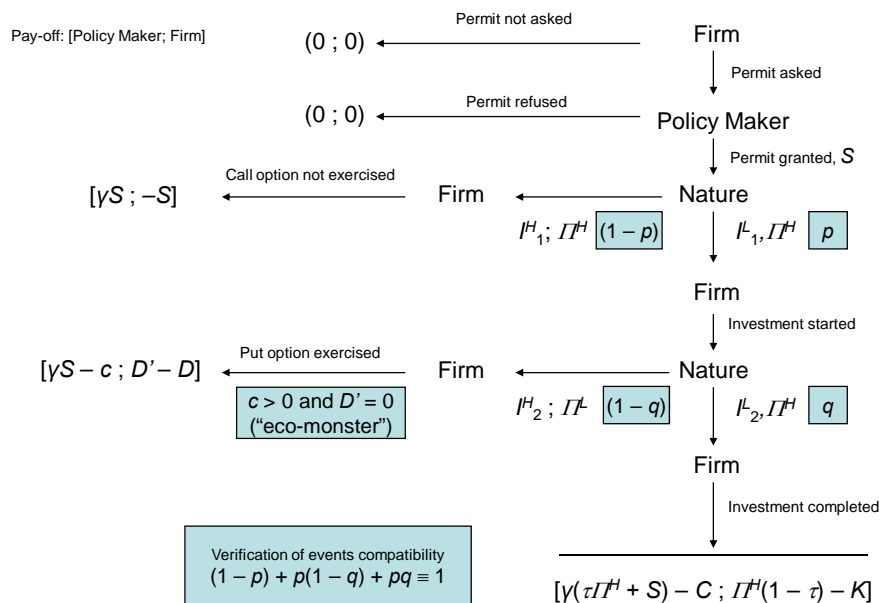 Permit not asked
Pay-off: [Policy Maker; Firm]
(0 ; 0)
Firm
Permit asked
Permit refused
(0 ; 0)
Policy Maker
Permit granted, S
Call option not exercised
[γS ; –S]
Firm
Nature
I^H_1; Π^H (1 – p)
I^L_1, Π^H p
Firm
Investment started
Put option exercised
[γS – c ; D’ – D]
Firm
Nature
c > 0 and D’ = 0
(“eco-monster”)
I^H_2 ; Π^L (1 – q)
I^L_2, Π^H q
Firm
Investment completed
Verification of events compatibility
(1 – p) + p(1 – q) + pq ≡ 1
[γ(τΠ^H + S) – C ; Π^H(1 – τ) – K]